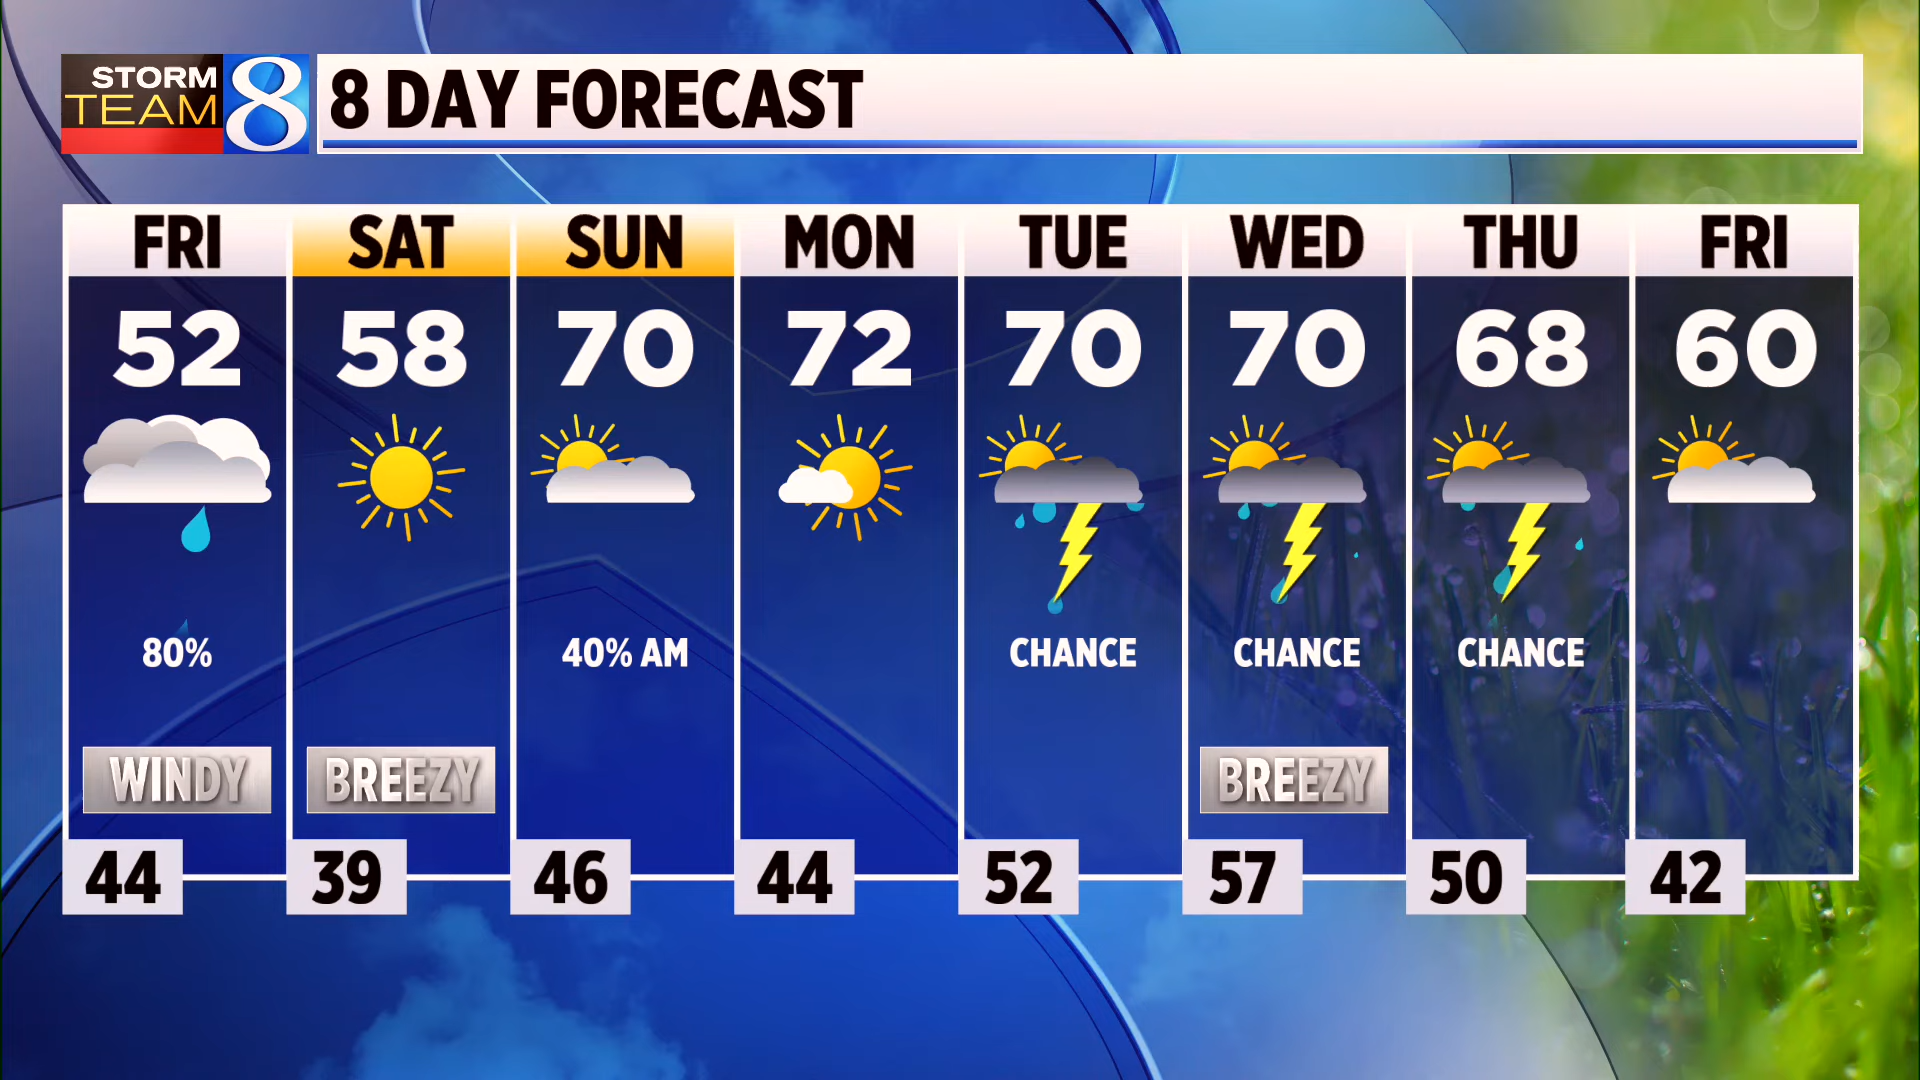 STORM
TEAM 8
8 DAY FORECAST
FRI SAT SUN MON TUE WED THU FRI
52 58 70 72 70 70 68 60
80% 40% AM CHANCE CHANCE CHANCE
WINDY BREEZY BREEZY
44 39 46 44 52 57 50 42